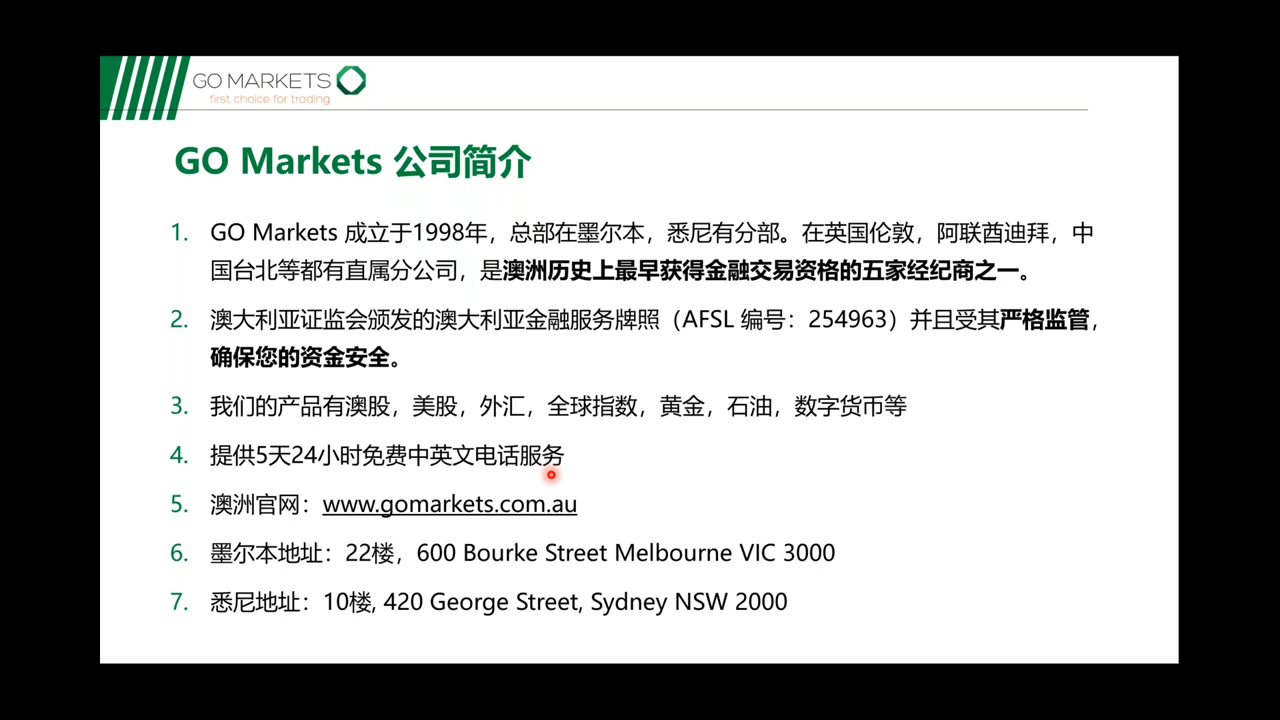 GO MARKETS
first choice for trading
GO Markets 公司简介
1. GO Markets 成立于1998年，总部在墨尔本，悉尼有分部。在英国伦敦，阿联酋迪拜，中
国台北等都有直属分公司，是澳洲历史上最早获得金融交易资格的五家经纪商之一。
2. 澳大利亚证监会颁发的澳大利亚金融服务牌照（AFSL 编号：254963）并且受其严格监管，
确保您的资金安全。
3. 我们的产品有澳股，美股，外汇，全球指数，黄金，石油，数字货币等
4. 提供5天24小时免费中英文电话服务
5. 澳洲官网：www.gomarkets.com.au
6. 墨尔本地址：22楼，600 Bourke Street Melbourne VIC 3000
7. 悉尼地址：10楼, 420 George Street, Sydney NSW 2000